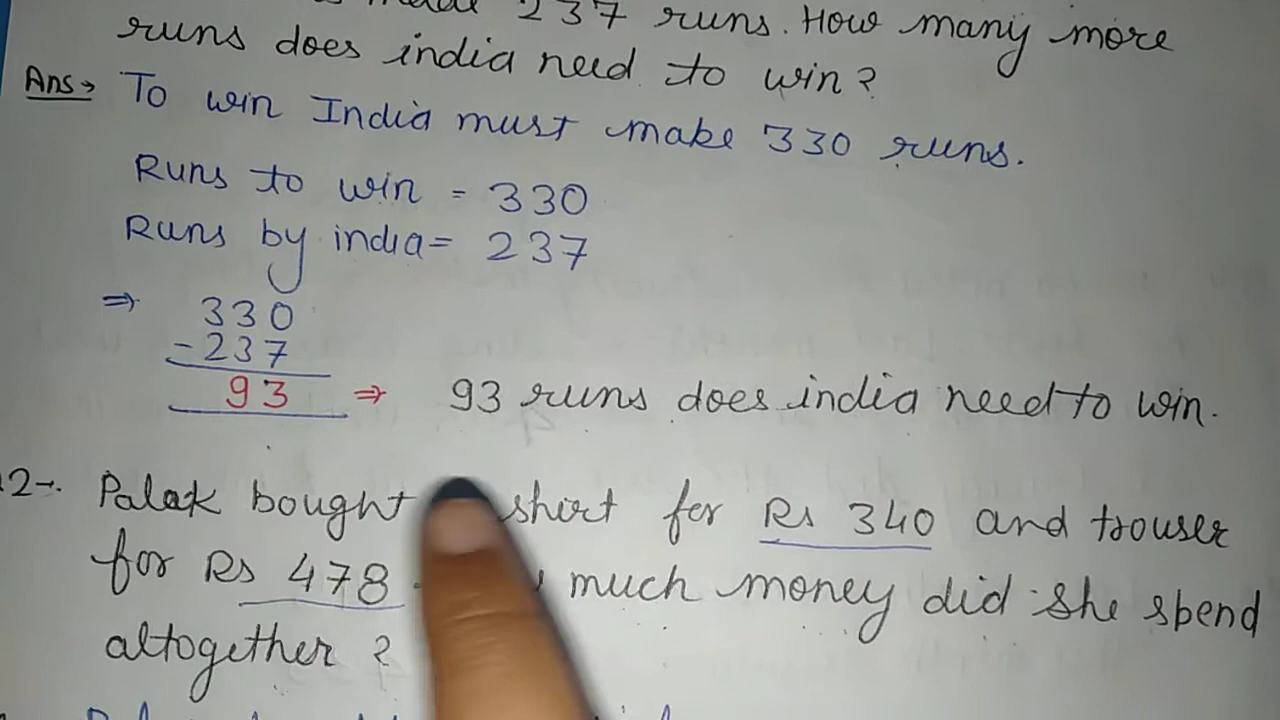 237 runs. How many more
runs does india need to win?
Ans→ To win India must make 330 runs.
Runs to win = 330
Runs by india= 237
⇒ 330
-237
93 ⇒ 93 runs does india need to win.
2→. Palak bought shirt for Rs 340 and trouser
for Rs 478 much money did she spend
altogether ?